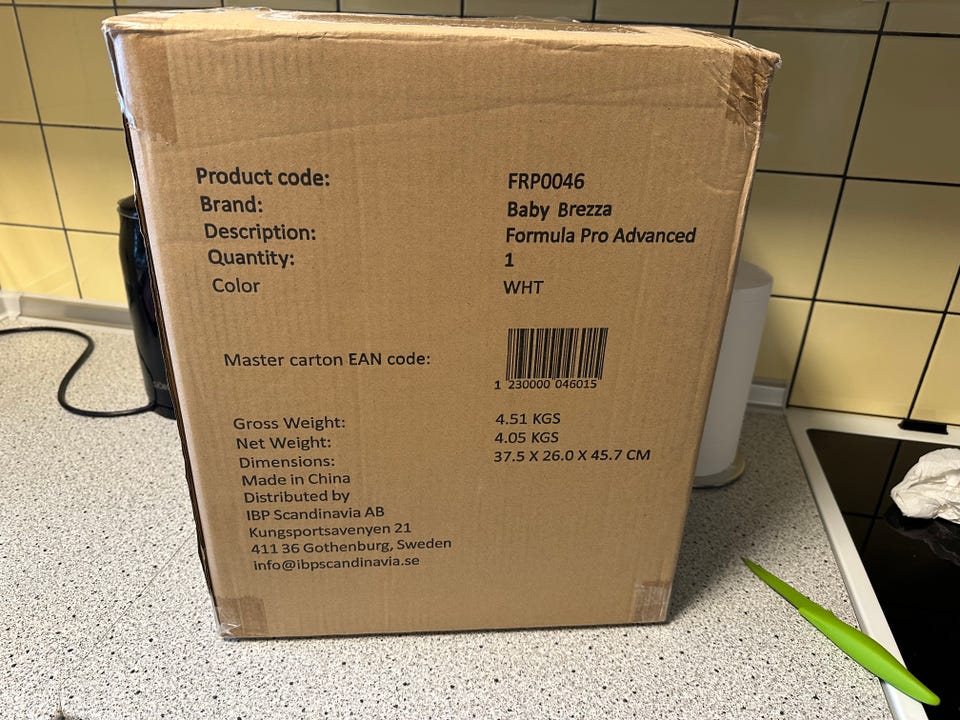 Product code: FRP0046
Brand: Baby Brezza
Description: Formula Pro Advanced
Quantity: 1
Color WHT
Master carton EAN code:
1 230000 046015
Gross Weight: 4.51 KGS
Net Weight: 4.05 KGS
Dimensions: 37.5 X 26.0 X 45.7 CM
Made in China
Distributed by
IBP Scandinavia AB
Kungsportsavenyen 21
411 36 Gothenburg, Sweden
info@ibpscandinavia.se